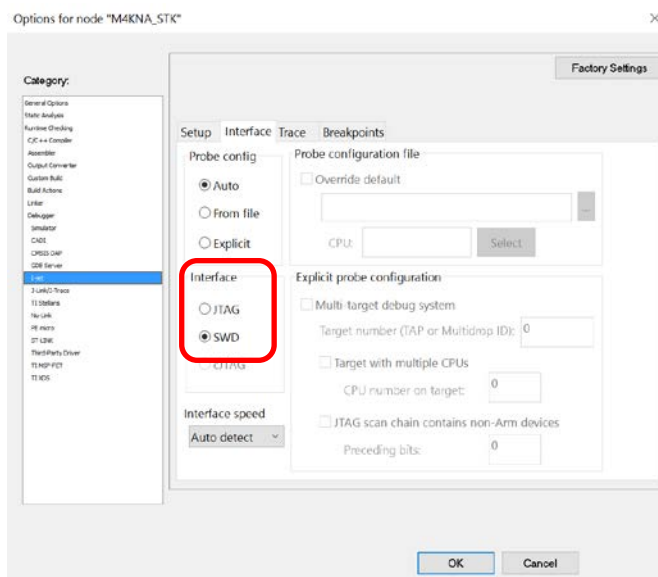 Options for node "M4KNA_STK"
Factory Settings
Category:
General Options
Static Analysis
Runtime Checking
C/C++ Compiler
Assembler
Output Converter
Custom Build
Build Actions
Linker
Debugger
Simulator
CADI
CMSIS DAP
GDB Server
I-jet
J-Link/J-Trace
TI Stellaris
Nu-Link
PE micro
ST-LINK
Third-Party Driver
TI MSP-FET
TI XDS
Setup Interface Trace Breakpoints
Probe config
Auto
From file
Explicit
Probe configuration file
Override default
...
CPU:
Select
Interface
JTAG
SWD
cJTAG
Interface speed
Auto detect
Explicit probe configuration
Multi-target debug system
Target number (TAP or Multidrop ID): 0
Target with multiple CPUs
CPU number on target: 0
JTAG scan chain contains non-Arm devices
Preceding bits: 0
OK
Cancel